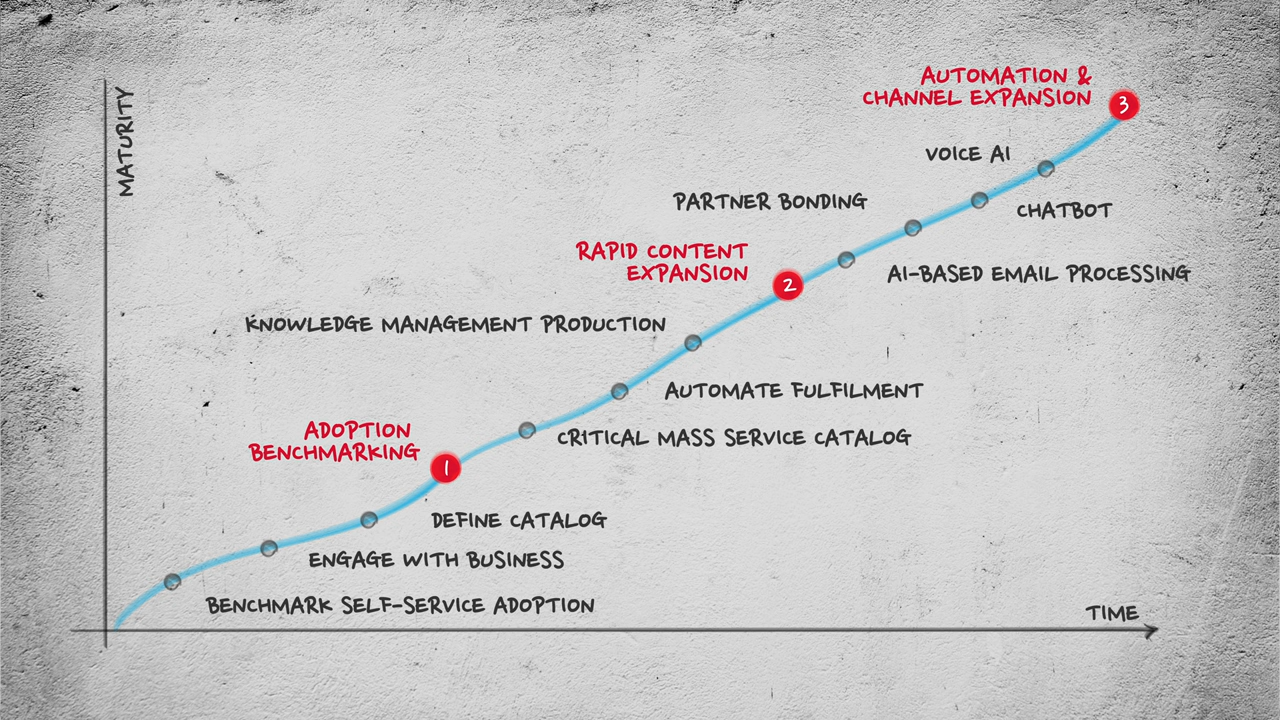 AUTOMATION &
CHANNEL EXPANSION
3
MATURITY
VOICE AI
PARTNER BONDING
CHATBOT
RAPID CONTENT
EXPANSION
2
AI-BASED EMAIL PROCESSING
KNOWLEDGE MANAGEMENT PRODUCTION
AUTOMATE FULFILMENT
ADOPTION
BENCHMARKING
1
CRITICAL MASS SERVICE CATALOG
DEFINE CATALOG
ENGAGE WITH BUSINESS
BENCHMARK SELF-SERVICE ADOPTION
TIME